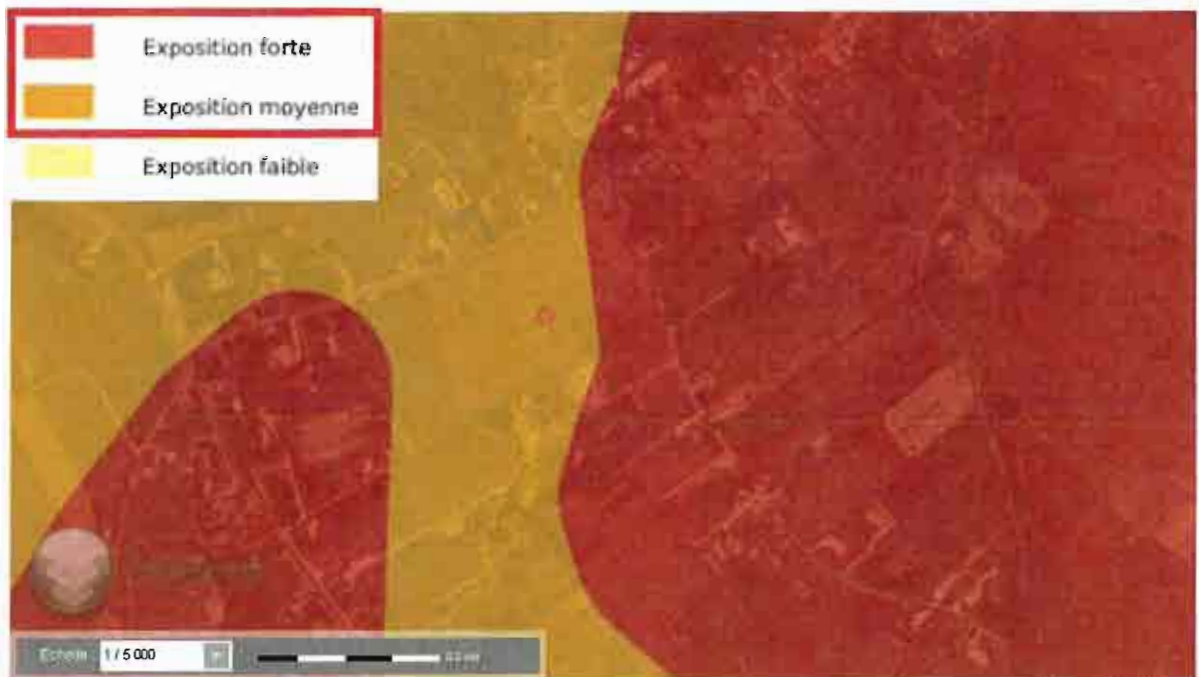 Exposition forte
Exposition moyenne
Exposition faible
Echelle 1 / 5 000